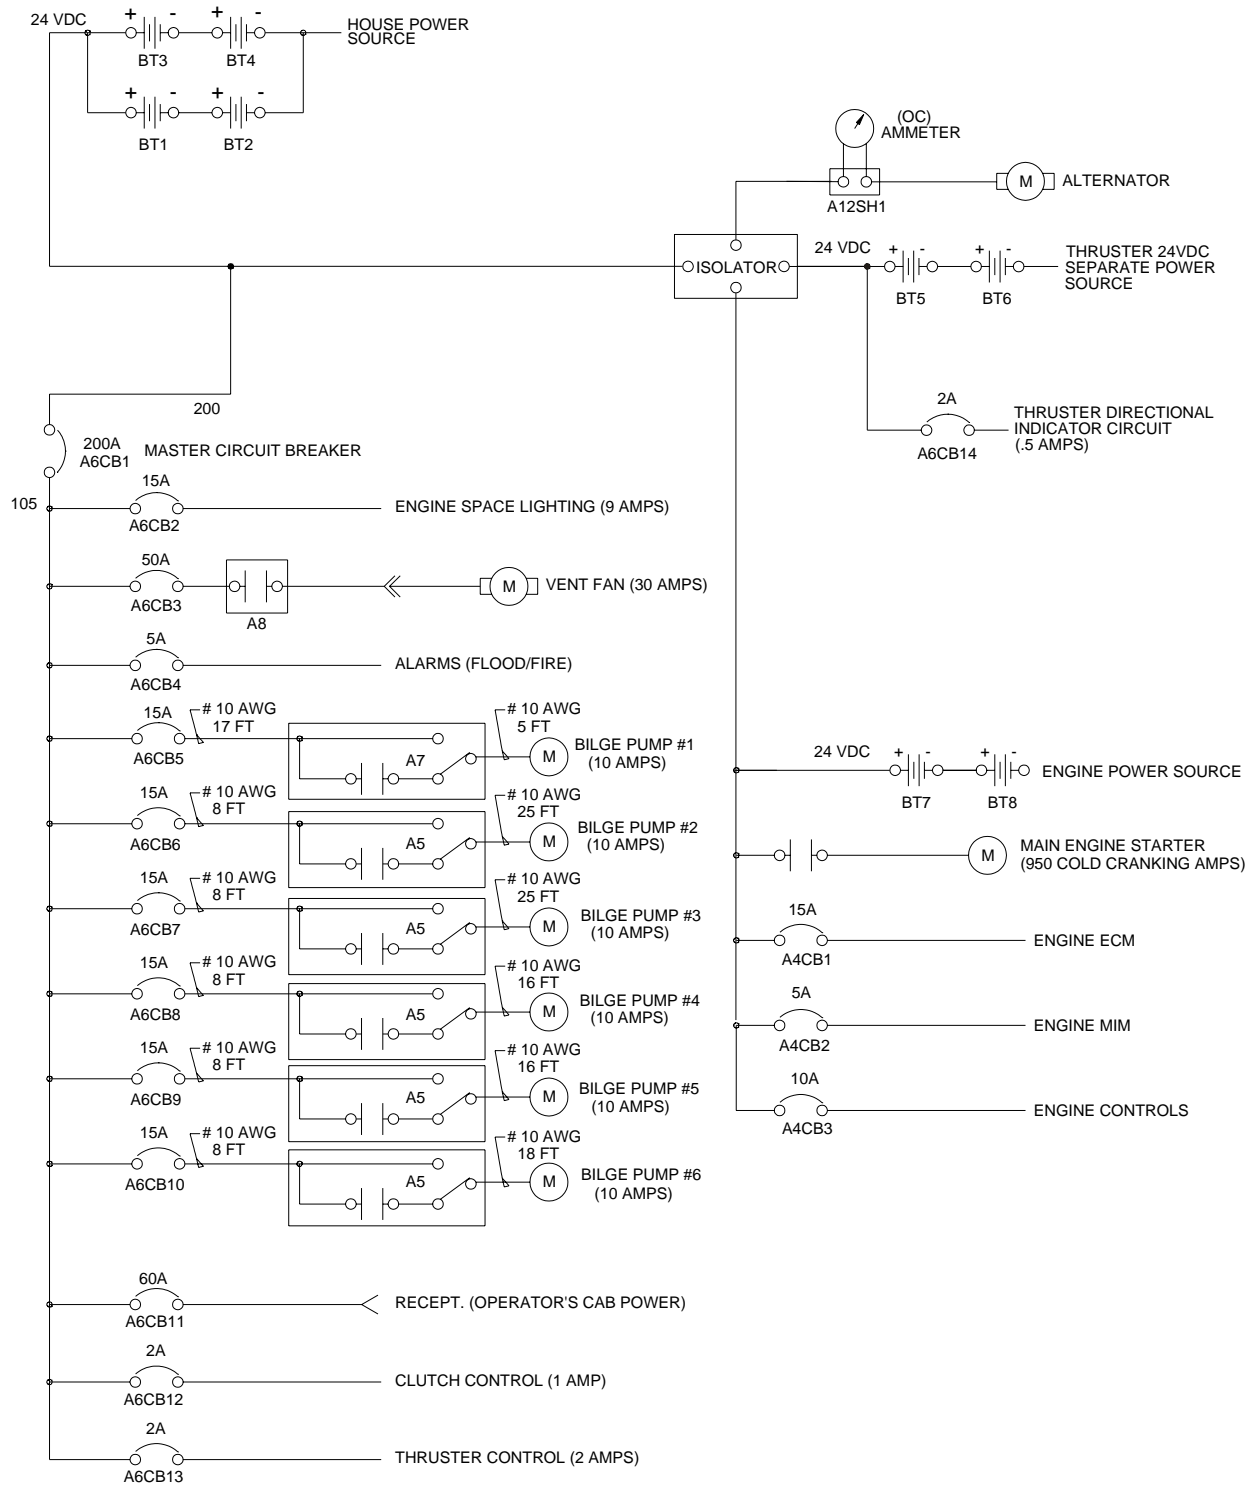 24 VDC
+ - + -
HOUSE POWER
SOURCE
BT3 BT4
+ - + -
BT1 BT2
(OC)
AMMETER
A12SH1
M
ALTERNATOR
ISOLATOR
24 VDC
+ - + -
BT5 BT6
THRUSTER 24VDC
SEPARATE POWER
SOURCE
2A
A6CB14
THRUSTER DIRECTIONAL
INDICATOR CIRCUIT
(.5 AMPS)
200
200A
A6CB1
MASTER CIRCUIT BREAKER
105
15A
A6CB2
ENGINE SPACE LIGHTING (9 AMPS)
50A
A6CB3
A8
M
VENT FAN (30 AMPS)
5A
A6CB4
ALARMS (FLOOD/FIRE)
15A
A6CB5
# 10 AWG
17 FT
A7
# 10 AWG
5 FT
M
BILGE PUMP #1
(10 AMPS)
15A
A6CB6
# 10 AWG
8 FT
A5
# 10 AWG
25 FT
M
BILGE PUMP #2
(10 AMPS)
15A
A6CB7
# 10 AWG
8 FT
A5
# 10 AWG
25 FT
M
BILGE PUMP #3
(10 AMPS)
15A
A6CB8
# 10 AWG
8 FT
A5
# 10 AWG
16 FT
M
BILGE PUMP #4
(10 AMPS)
15A
A6CB9
# 10 AWG
8 FT
A5
# 10 AWG
16 FT
M
BILGE PUMP #5
(10 AMPS)
15A
A6CB10
# 10 AWG
8 FT
A5
# 10 AWG
18 FT
M
BILGE PUMP #6
(10 AMPS)
60A
A6CB11
RECEPT. (OPERATOR'S CAB POWER)
2A
A6CB12
CLUTCH CONTROL (1 AMP)
2A
A6CB13
THRUSTER CONTROL (2 AMPS)
24 VDC
+ - + -
BT7 BT8
ENGINE POWER SOURCE
M
MAIN ENGINE STARTER
(950 COLD CRANKING AMPS)
15A
A4CB1
ENGINE ECM
5A
A4CB2
ENGINE MIM
10A
A4CB3
ENGINE CONTROLS